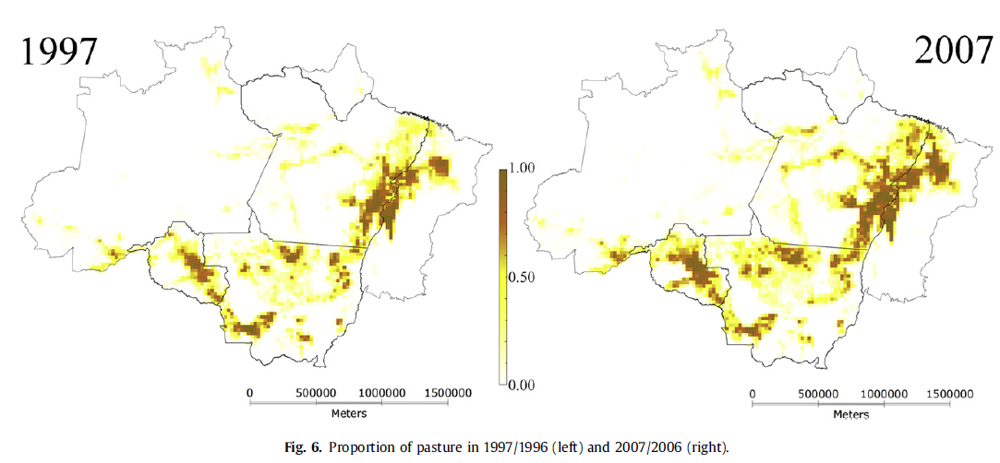 1997
2007
1.00
0.50
0.00
0 500000 1000000 1500000
Meters
0 500000 1000000 1500000
Meters
Fig. 6. Proportion of pasture in 1997/1996 (left) and 2007/2006 (right).